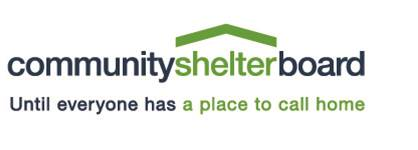 communityshelterboard
Until everyone has a place to call home